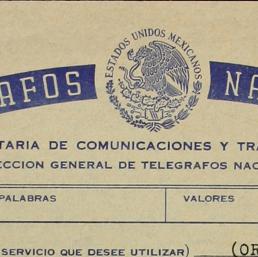 ESTADOS UNIDOS MEXICANOS
AFOS NA
TARIA DE COMUNICACIONES Y TRA
ECCION GENERAL DE TELEGRAFOS NAC
PALABRAS VALORES
SERVICIO QUE DESEE UTILIZAR) (OR